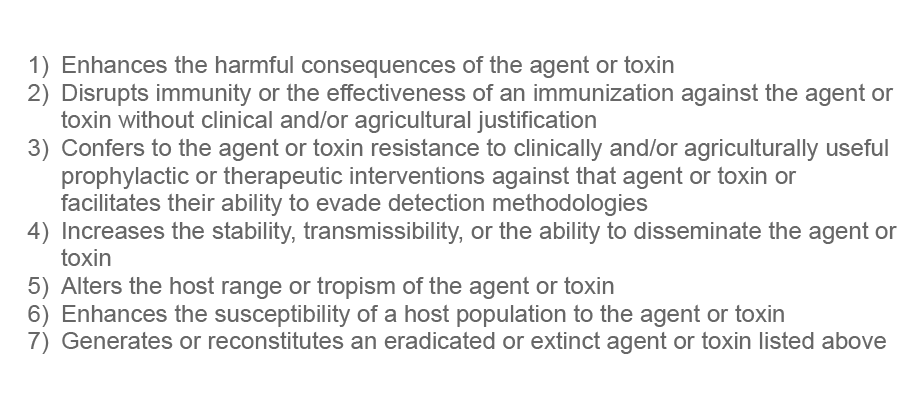 1) Enhances the harmful consequences of the agent or toxin
2) Disrupts immunity or the effectiveness of an immunization against the agent or
toxin without clinical and/or agricultural justification
3) Confers to the agent or toxin resistance to clinically and/or agriculturally useful
prophylactic or therapeutic interventions against that agent or toxin or
facilitates their ability to evade detection methodologies
4) Increases the stability, transmissibility, or the ability to disseminate the agent or
toxin
5) Alters the host range or tropism of the agent or toxin
6) Enhances the susceptibility of a host population to the agent or toxin
7) Generates or reconstitutes an eradicated or extinct agent or toxin listed above